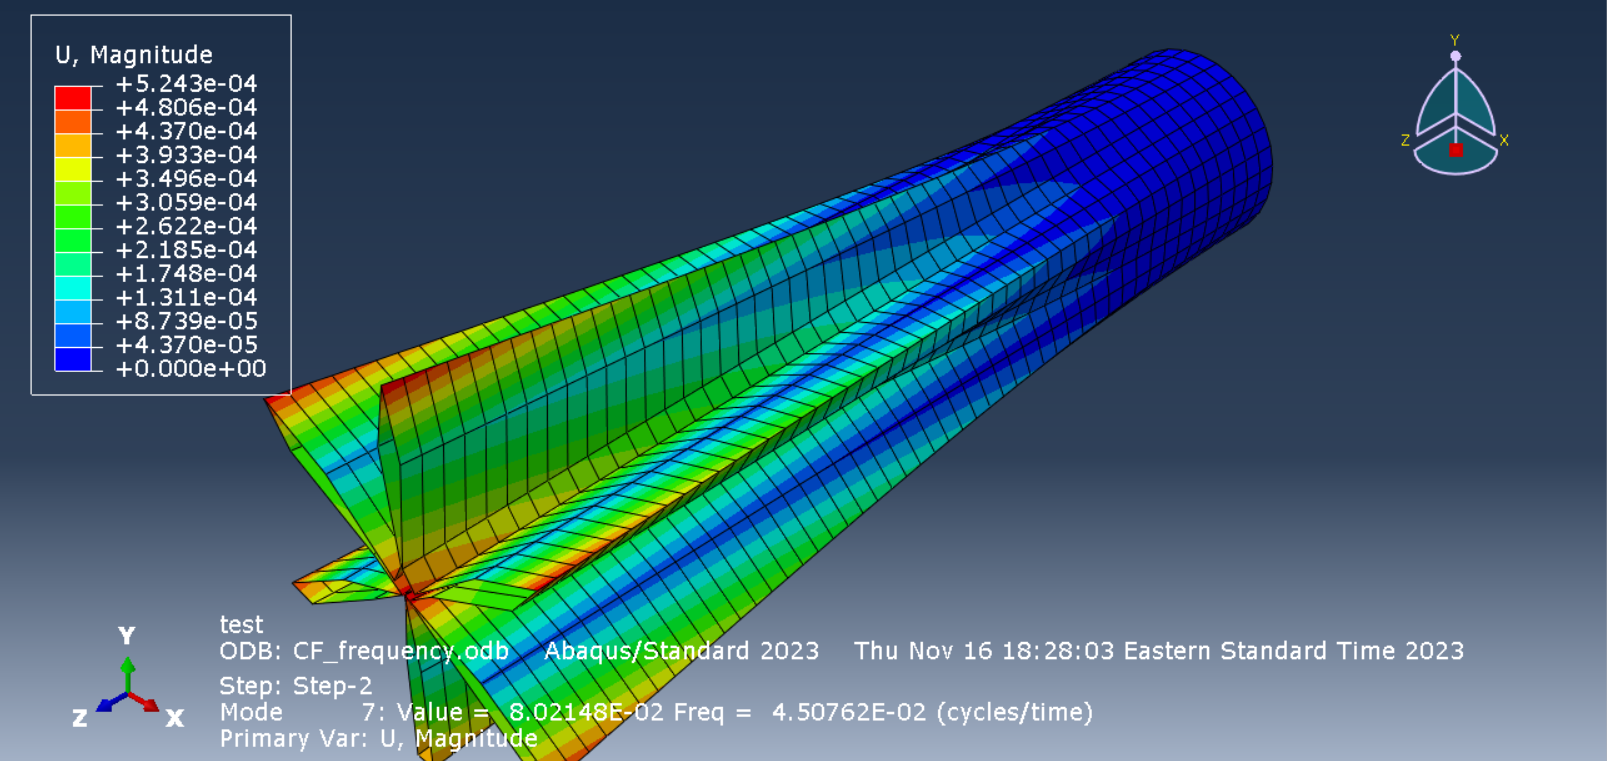 U, Magnitude
+5.243e-04
+4.806e-04
+4.370e-04
+3.933e-04
+3.496e-04
+3.059e-04
+2.622e-04
+2.185e-04
+1.748e-04
+1.311e-04
+8.739e-05
+4.370e-05
+0.000e+00
Y
Z X
test
ODB: CF_frequency.odb Abaqus/Standard 2023 Thu Nov 16 18:28:03 Eastern Standard Time 2023
Y
Z X
Step: Step-2
Mode 7: Value = 8.02148E-02 Freq = 4.50762E-02 (cycles/time)
Primary Var: U, Magnitude